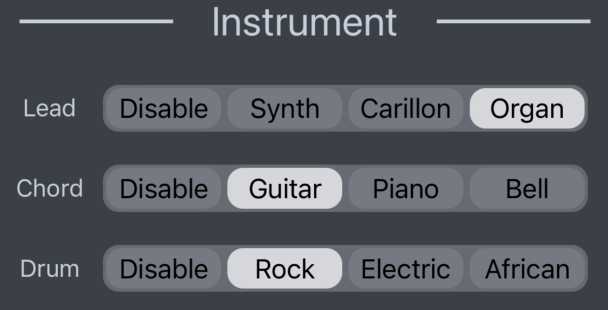 Instrument
Lead Disable Synth Carillon Organ
Chord Disable Guitar Piano Bell
Drum Disable Rock Electric African